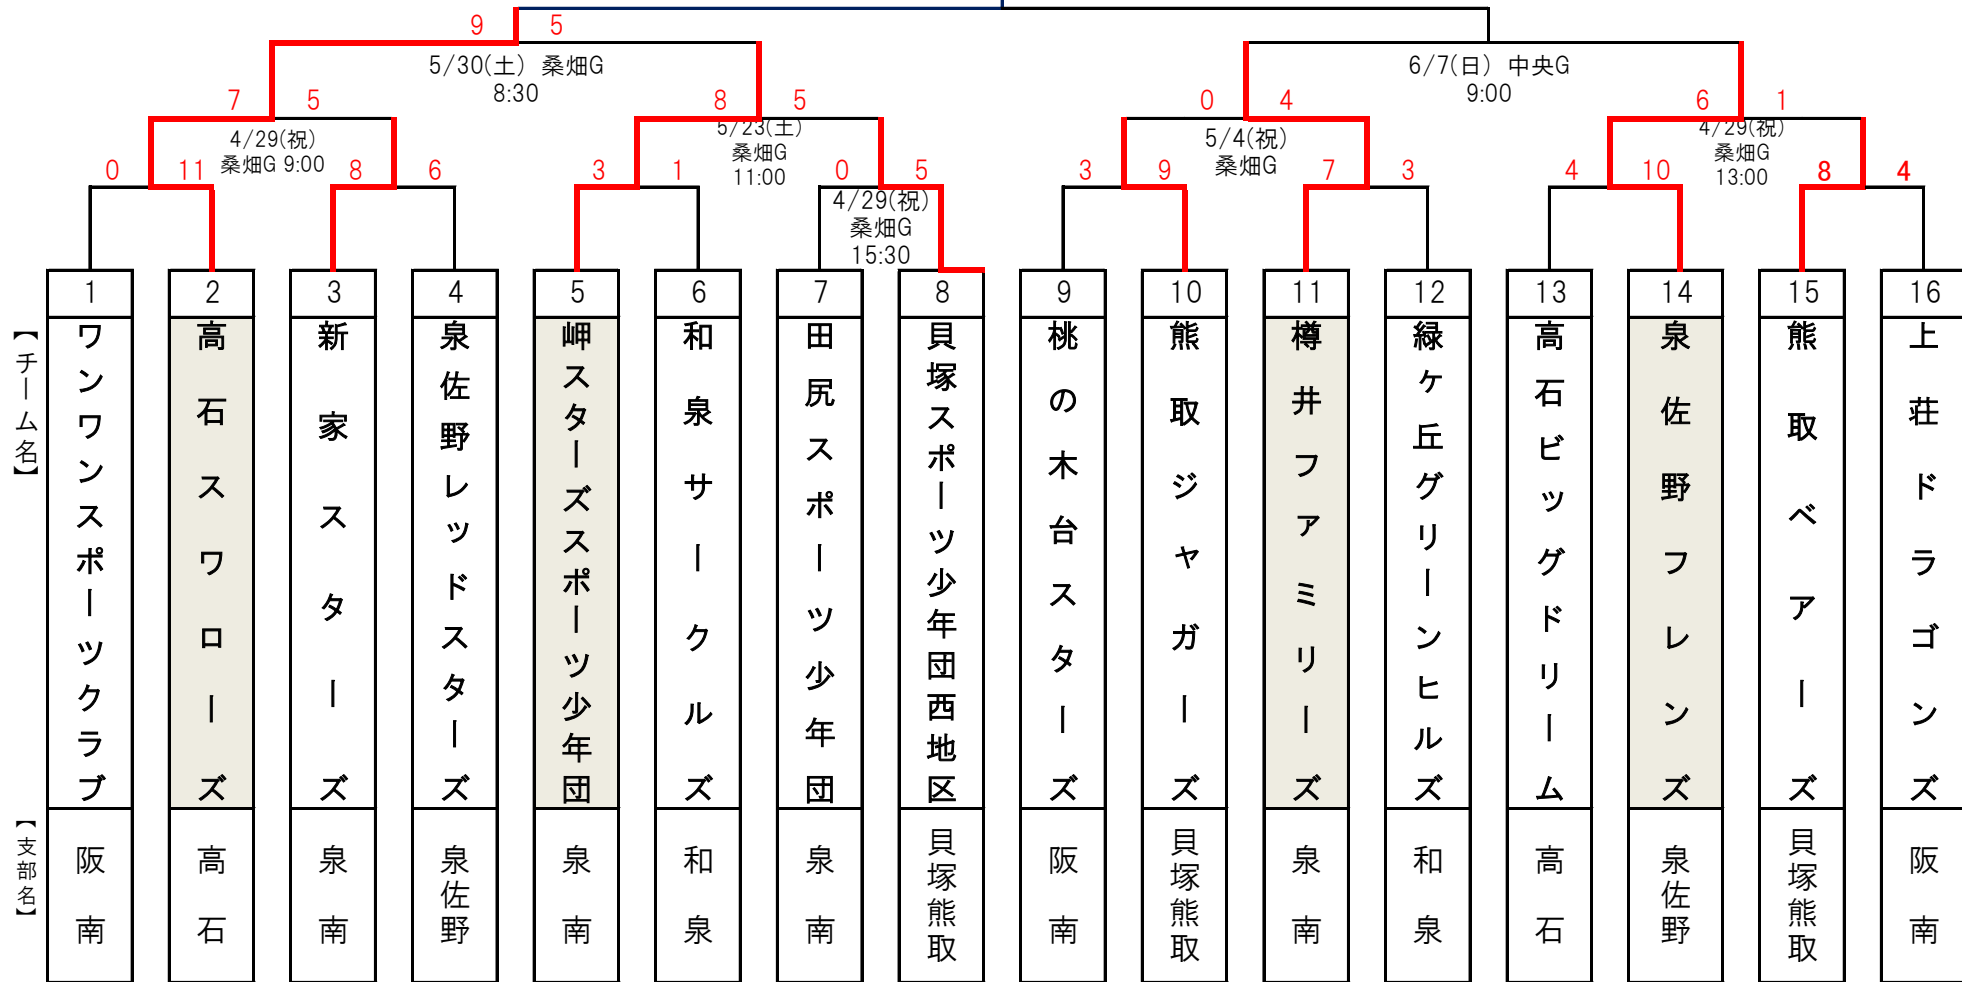 9 5
5/30(土) 桑畑G
8:30
6/7(日) 中央G
9:00
7 5
8 5
0 4
6 1
4/29(祝)
桑畑G 9:00
5/23(土)
桑畑G
11:00
5/4(祝)
桑畑G
4/29(祝)
桑畑G
13:00
0 11
8 6
3 1
0 5
3 9
7 3
4 10
8 4
4/29(祝)
桑畑G
15:30
1 2 3 4 5 6 7 8 9 10 11 12 13 14 15 16
【チーム名】
ワンワンスポーツクラブ
高石スワローズ
新家スターズ
泉佐野レッドスターズ
岬スターズスポーツ少年団
和泉サークルズ
田尻スポーツ少年団
貝塚スポーツ少年団西地区
桃の木台スターズ
熊取ジャガーズ
樽井ファミリーズ
緑ヶ丘グリーンヒルズ
高石ビッグドリーム
泉佐野フレンズ
熊取ベアーズ
上荘ドラゴンズ
【支部名】
阪南
高石
泉南
泉佐野
泉南
和泉
泉南
貝塚熊取
阪南
貝塚熊取
泉南
和泉
高石
泉佐野
貝塚熊取
阪南